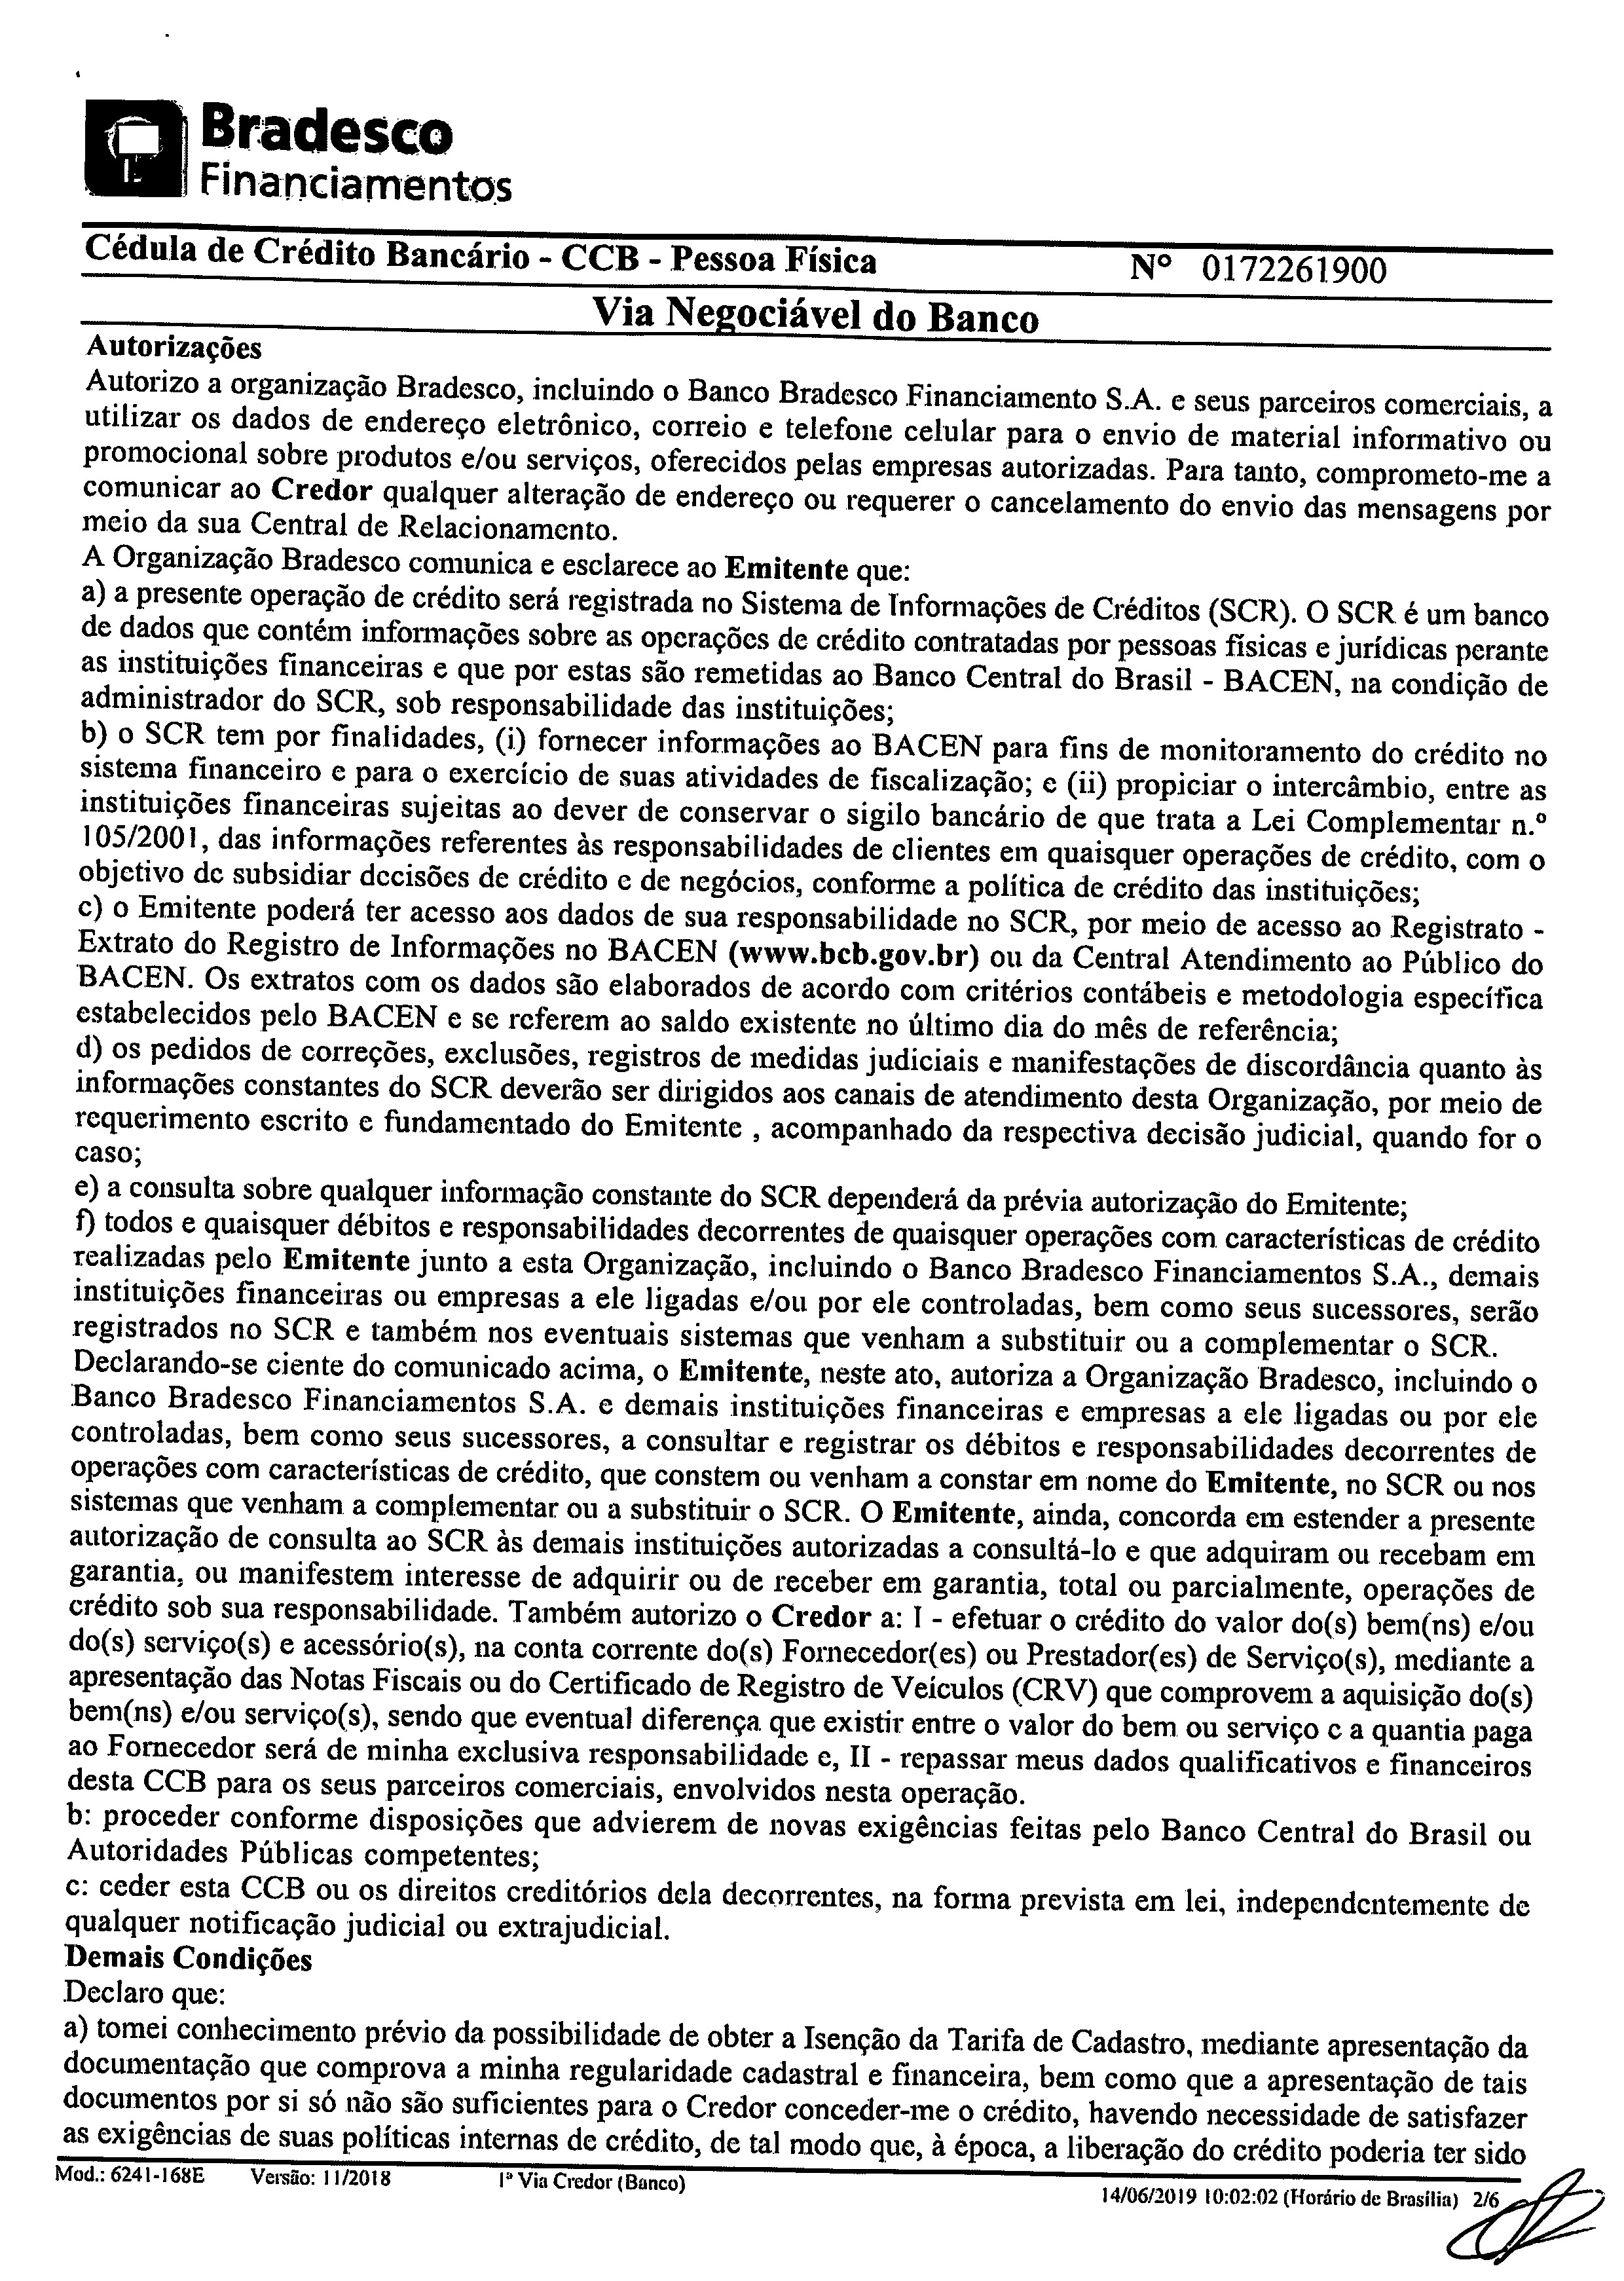 Bradesco
Financiamentos
Cédula de Crédito Bancário - CCB - Pessoa Física Nº 0172261900
Via Negociável do Banco
Autorizações
Autorizo a organização Bradesco, incluindo o Banco Bradesco Financiamento S.A. e seus parceiros comerciais, a
utilizar os dados de endereço eletrônico, correio e telefone celular para o envio de material informativo ou
promocional sobre produtos e/ou serviços, oferecidos pelas empresas autorizadas. Para tanto, comprometo-me a
comunicar ao Credor qualquer alteração de endereço ou requerer o cancelamento do envio das mensagens por
meio da sua Central de Relacionamento.
A Organização Bradesco comunica e esclarece ao Emitente que:
a) a presente operação de crédito será registrada no Sistema de Informações de Créditos (SCR). O SCR é um banco
de dados que contém informações sobre as operações de crédito contratadas por pessoas físicas e jurídicas perante
as instituições financeiras e que por estas são remetidas ao Banco Central do Brasil - BACEN, na condição de
administrador do SCR, sob responsabilidade das instituições;
b) o SCR tem por finalidades, (i) fornecer informações ao BACEN para fins de monitoramento do crédito no
sistema financeiro e para o exercício de suas atividades de fiscalização; e (ii) propiciar o intercâmbio, entre as
instituições financeiras sujeitas ao dever de conservar o sigilo bancário de que trata a Lei Complementar n.º
105/2001, das informações referentes às responsabilidades de clientes em quaisquer operações de crédito, com o
objetivo de subsidiar decisões de crédito e de negócios, conforme a política de crédito das instituições;
c) o Emitente poderá ter acesso aos dados de sua responsabilidade no SCR, por meio de acesso ao Registrato -
Extrato do Registro de Informações no BACEN (www.bcb.gov.br) ou da Central Atendimento ao Público do
BACEN. Os extratos com os dados são elaborados de acordo com critérios contábeis e metodologia específica
estabelecidos pelo BACEN e se referem ao saldo existente no último dia do mês de referência;
d) os pedidos de correções, exclusões, registros de medidas judiciais e manifestações de discordância quanto às
informações constantes do SCR deverão ser dirigidos aos canais de atendimento desta Organização, por meio de
requerimento escrito e fundamentado do Emitente , acompanhado da respectiva decisão judicial, quando for o
caso;
e) a consulta sobre qualquer informação constante do SCR dependerá da prévia autorização do Emitente;
f) todos e quaisquer débitos e responsabilidades decorrentes de quaisquer operações com características de crédito
realizadas pelo Emitente junto a esta Organização, incluindo o Banco Bradesco Financiamentos S.A., demais
instituições financeiras ou empresas a ele ligadas e/ou por ele controladas, bem como seus sucessores, serão
registrados no SCR e também nos eventuais sistemas que venham a substituir ou a complementar o SCR.
Declarando-se ciente do comunicado acima, o Emitente, neste ato, autoriza a Organização Bradesco, incluindo o
Banco Bradesco Financiamentos S.A. e demais instituições financeiras e empresas a ele ligadas ou por ele
controladas, bem como seus sucessores, a consultar e registrar os débitos e responsabilidades decorrentes de
operações com características de crédito, que constem ou venham a constar em nome do Emitente, no SCR ou nos
sistemas que venham a complementar ou a substituir o SCR. O Emitente, ainda, concorda em estender a presente
autorização de consulta ao SCR às demais instituições autorizadas a consultá-lo e que adquiram ou recebam em
garantia, ou manifestem interesse de adquirir ou de receber em garantia, total ou parcialmente, operações de
crédito sob sua responsabilidade. Também autorizo o Credor a: I - efetuar o crédito do valor do(s) bem(ns) e/ou
do(s) serviço(s) e acessório(s), na conta corrente do(s) Fornecedor(es) ou Prestador(es) de Serviço(s), mediante a
apresentação das Notas Fiscais ou do Certificado de Registro de Veículos (CRV) que comprovem a aquisição do(s)
bem(ns) e/ou serviço(s), sendo que eventual diferença que existir entre o valor do bem ou serviço e a quantia paga
ao Fornecedor será de minha exclusiva responsabilidade e, II - repassar meus dados qualificativos e financeiros
desta CCB para os seus parceiros comerciais, envolvidos nesta operação.
b: proceder conforme disposições que advierem de novas exigências feitas pelo Banco Central do Brasil ou
Autoridades Públicas competentes;
c: ceder esta CCB ou os direitos creditórios dela decorrentes, na forma prevista em lei, independentemente de
qualquer notificação judicial ou extrajudicial.
Demais Condições
Declaro que:
a) tomei conhecimento prévio da possibilidade de obter a Isenção da Tarifa de Cadastro, mediante apresentação da
documentação que comprova a minha regularidade cadastral e financeira, bem como que a apresentação de tais
documentos por si só não são suficientes para o Credor conceder-me o crédito, havendo necessidade de satisfazer
as exigências de suas políticas internas de crédito, de tal modo que, à época, a liberação do crédito poderia ter sido
Mod.: 6241-168E Versão: 11/2018 1ª Via Credor (Banco)
14/06/2019 10:02:02 (Horário de Brasília) 2/6